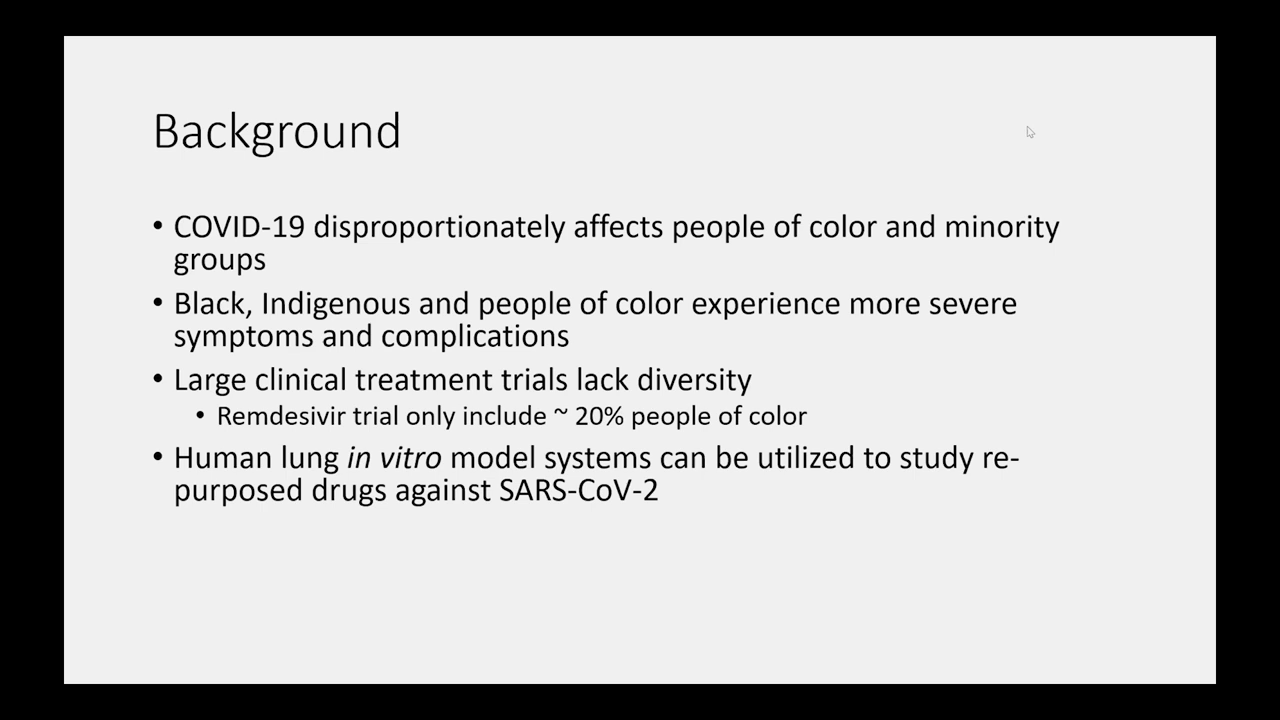 Background
• COVID-19 disproportionately affects people of color and minority
groups
• Black, Indigenous and people of color experience more severe
symptoms and complications
• Large clinical treatment trials lack diversity
• Remdesivir trial only include ~ 20% people of color
• Human lung in vitro model systems can be utilized to study re-
purposed drugs against SARS-CoV-2